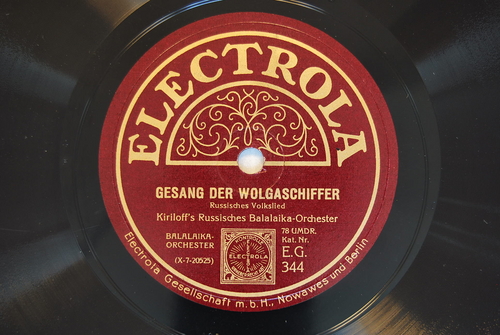 ELECTROLA
GESANG DER WOLGASCHIFFER
Russisches Volkslied
Kiriloff's Russisches Balalaika-Orchester
BALALAIKA-
ORCHESTER
(X-7-20525)
ELECTROLA
78 UMDR.
Kat. Nr.
E.G.
344
Electrola Gesellschaft m.b.H., Nowawes und Berlin